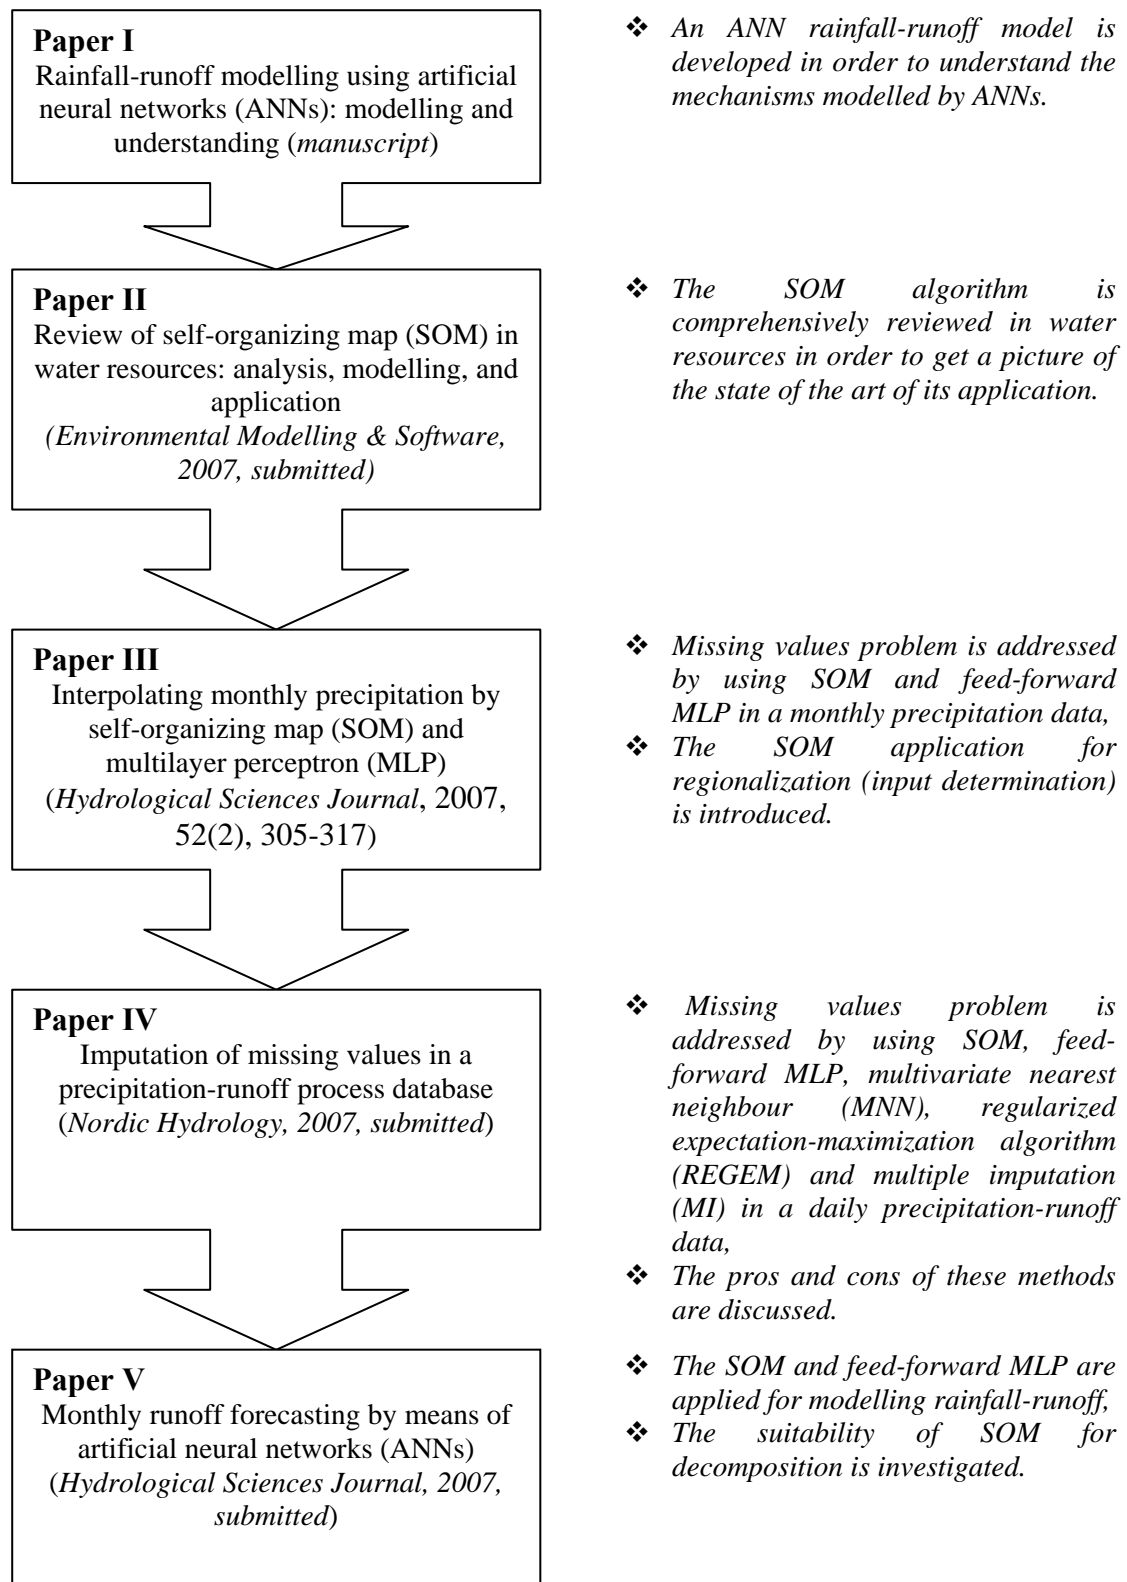 Paper I
Rainfall-runoff modelling using artificial
neural networks (ANNs): modelling and
understanding (manuscript)
❖ An ANN rainfall-runoff model is
developed in order to understand the
mechanisms modelled by ANNs.
Paper II
Review of self-organizing map (SOM) in
water resources: analysis, modelling, and
application
(Environmental Modelling & Software,
2007, submitted)
❖ The SOM algorithm is
comprehensively reviewed in water
resources in order to get a picture of
the state of the art of its application.
Paper III
Interpolating monthly precipitation by
self-organizing map (SOM) and
multilayer perceptron (MLP)
(Hydrological Sciences Journal, 2007,
52(2), 305-317)
❖ Missing values problem is addressed
by using SOM and feed-forward
MLP in a monthly precipitation data,
❖ The SOM application for
regionalization (input determination)
is introduced.
Paper IV
Imputation of missing values in a
precipitation-runoff process database
(Nordic Hydrology, 2007, submitted)
❖ Missing values problem is
addressed by using SOM, feed-
forward MLP, multivariate nearest
neighbour (MNN), regularized
expectation-maximization algorithm
(REGEM) and multiple imputation
(MI) in a daily precipitation-runoff
data,
❖ The pros and cons of these methods
are discussed.
Paper V
Monthly runoff forecasting by means of
artificial neural networks (ANNs)
(Hydrological Sciences Journal, 2007,
submitted)
❖ The SOM and feed-forward MLP are
applied for modelling rainfall-runoff,
❖ The suitability of SOM for
decomposition is investigated.